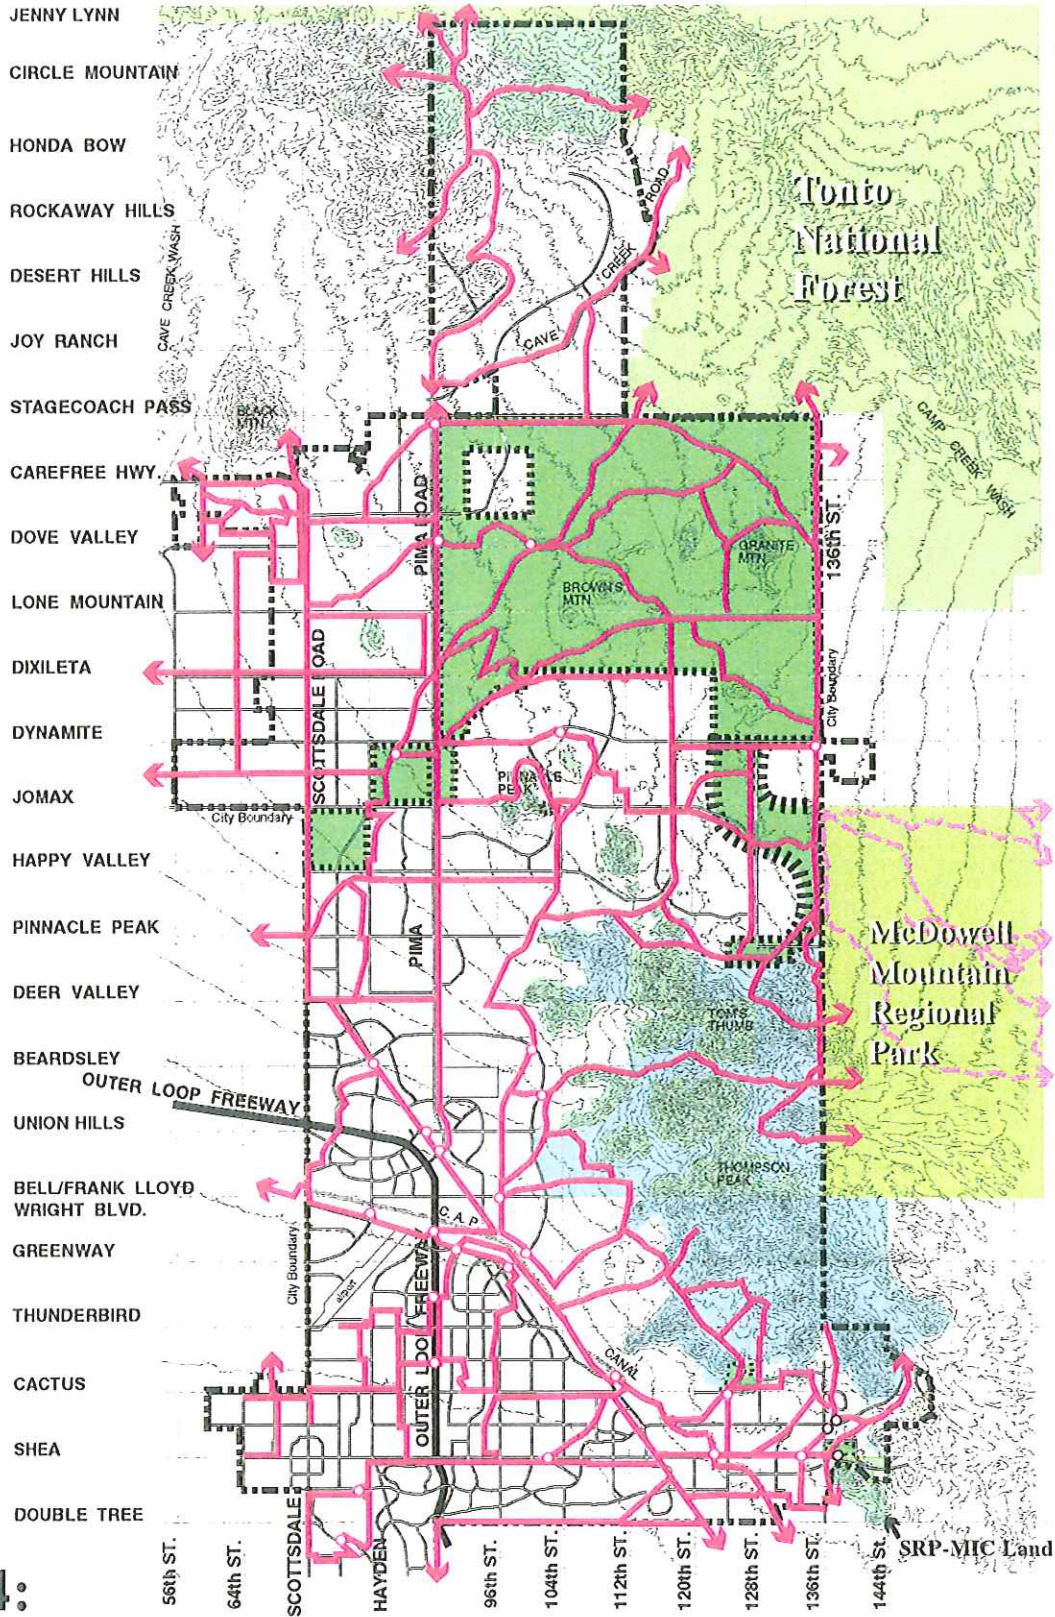 JENNY LYNN
CIRCLE MOUNTAIN
HONDA BOW
ROCKAWAY HILLS
DESERT HILLS
JOY RANCH
STAGECOACH PASS
CAREFREE HWY.
DOVE VALLEY
LONE MOUNTAIN
DIXILETA
DYNAMITE
JOMAX
HAPPY VALLEY
PINNACLE PEAK
DEER VALLEY
BEARDSLEY
UNION HILLS
BELL/FRANK LLOYD
WRIGHT BLVD.
GREENWAY
THUNDERBIRD
CACTUS
SHEA
DOUBLE TREE
CAVE CREEK WASH
BLACK
MTN.
CAVE CREEK ROAD
Tonto
National
Forest
CAMP CREEK WASH
PIMA ROAD
GRANITE
MTN
BROWN'S
MTN.
136th ST.
SCOTTSDALE ROAD
City Boundary
City Boundary
PINNACLE
PEAK
PIMA
McDowell
Mountain
Regional
Park
TOM'S
THUMB
OUTER LOOP FREEWAY
THOMPSON
PEAK
C.A.P.
CANAL
City Boundary
airport
OUTER LOOP FREEWAY
56th ST.
64th ST.
SCOTTSDALE
HAYDEN
96th ST.
104th ST.
112th ST.
120th ST.
128th ST.
136th ST.
144th St.
SRP-MIC Land
4: